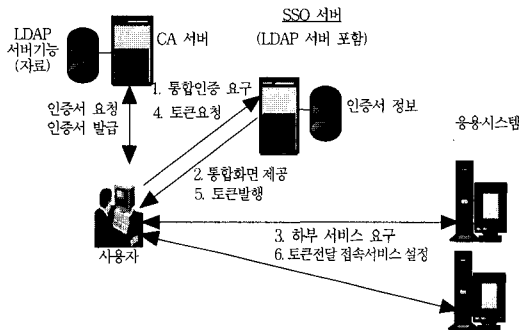 LDAP
서버기능
(자료)
CA 서버
SSO 서버
(LDAP 서버 포함)
인증서 요청
인증서 발급
1. 통합인증 요구
4. 토큰요청
인증서 정보
응용시스템
2. 통합화면 제공
5. 토큰발행
3. 하부 서비스 요구
6. 토큰전달 접속서비스 설정
사용자